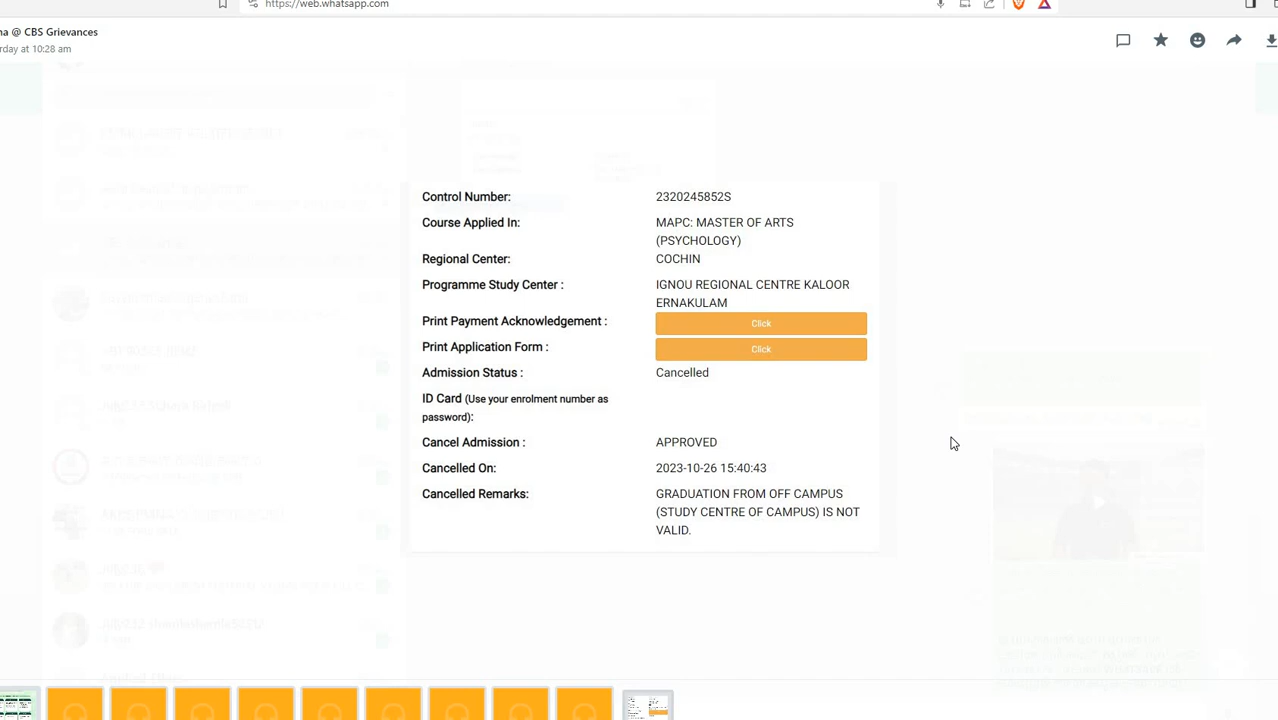 https://web.whatsapp.com
na @ CBS Grievances
rday at 10:28 am
Control Number: 2320245852S
Course Applied In: MAPC: MASTER OF ARTS
(PSYCHOLOGY)
Regional Center: COCHIN
Programme Study Center : IGNOU REGIONAL CENTRE KALOOR
ERNAKULAM
Print Payment Acknowledgement : Click
Print Application Form : Click
Admission Status : Cancelled
ID Card (Use your enrolment number as
password):
Cancel Admission : APPROVED
Cancelled On: 2023-10-26 15:40:43
Cancelled Remarks: GRADUATION FROM OFF CAMPUS
(STUDY CENTRE OF CAMPUS) IS NOT
VALID.